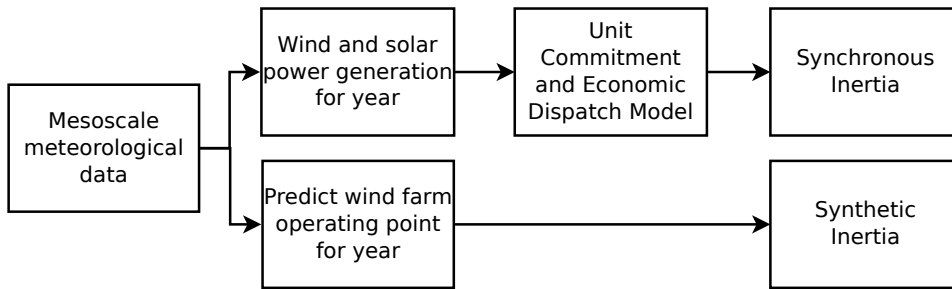 Mesoscale
meteorological
data
Wind and solar
power generation
for year
Unit
Commitment
and Economic
Dispatch Model
Synchronous
Inertia
Predict wind farm
operating point
for year
Synthetic
Inertia